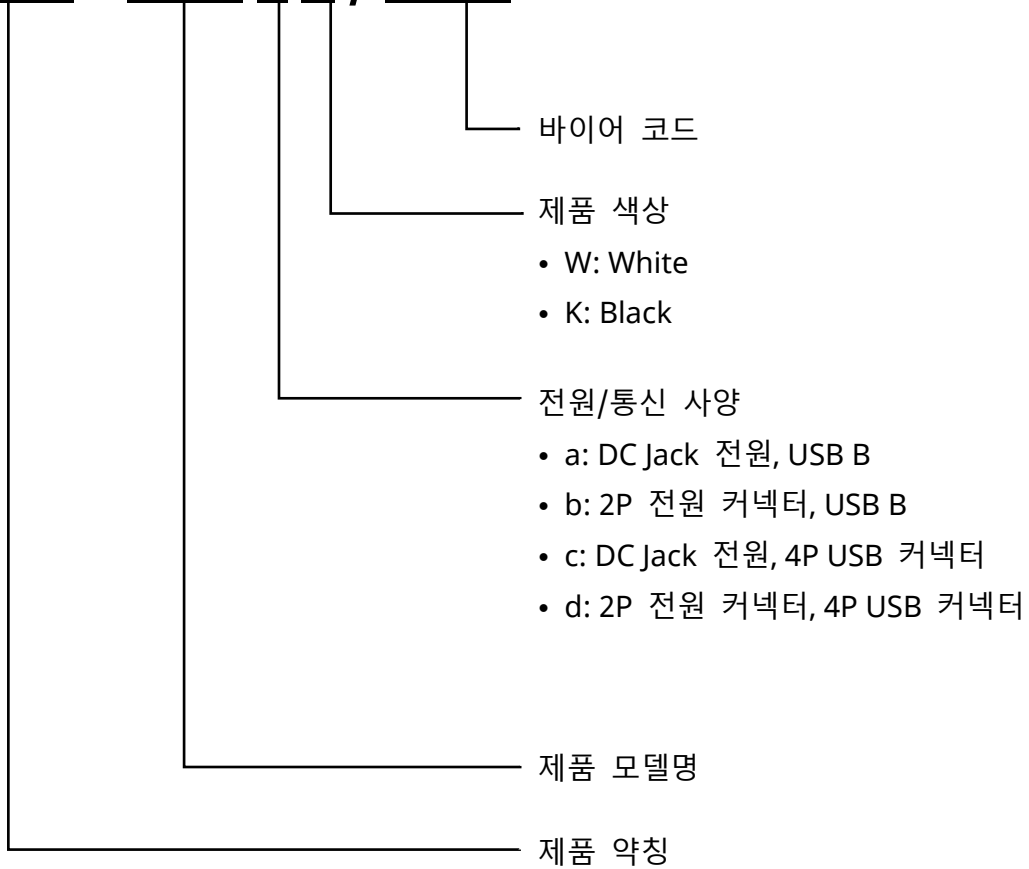 바이어 코드
제품 색상
• W: White
• K: Black
전원/통신 사양
• a: DC Jack 전원, USB B
• b: 2P 전원 커넥터, USB B
• c: DC Jack 전원, 4P USB 커넥터
• d: 2P 전원 커넥터, 4P USB 커넥터
제품 모델명
제품 약칭